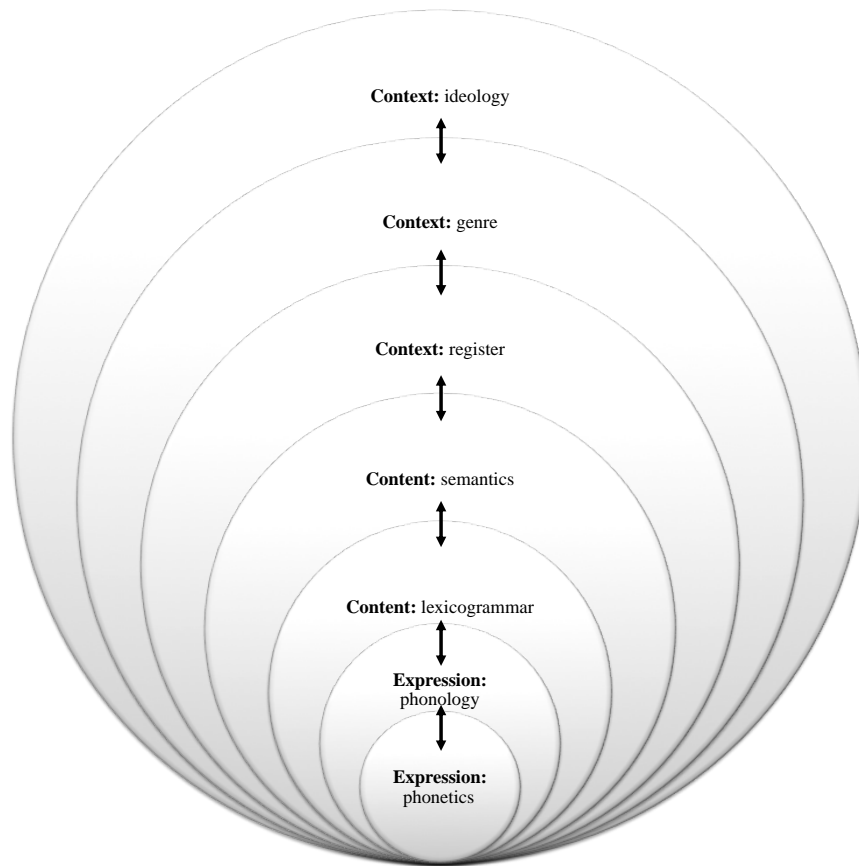 Context: ideology
Context: genre
Context: register
Content: semantics
Content: lexicogrammar
Expression:
phonology
Expression:
phonetics